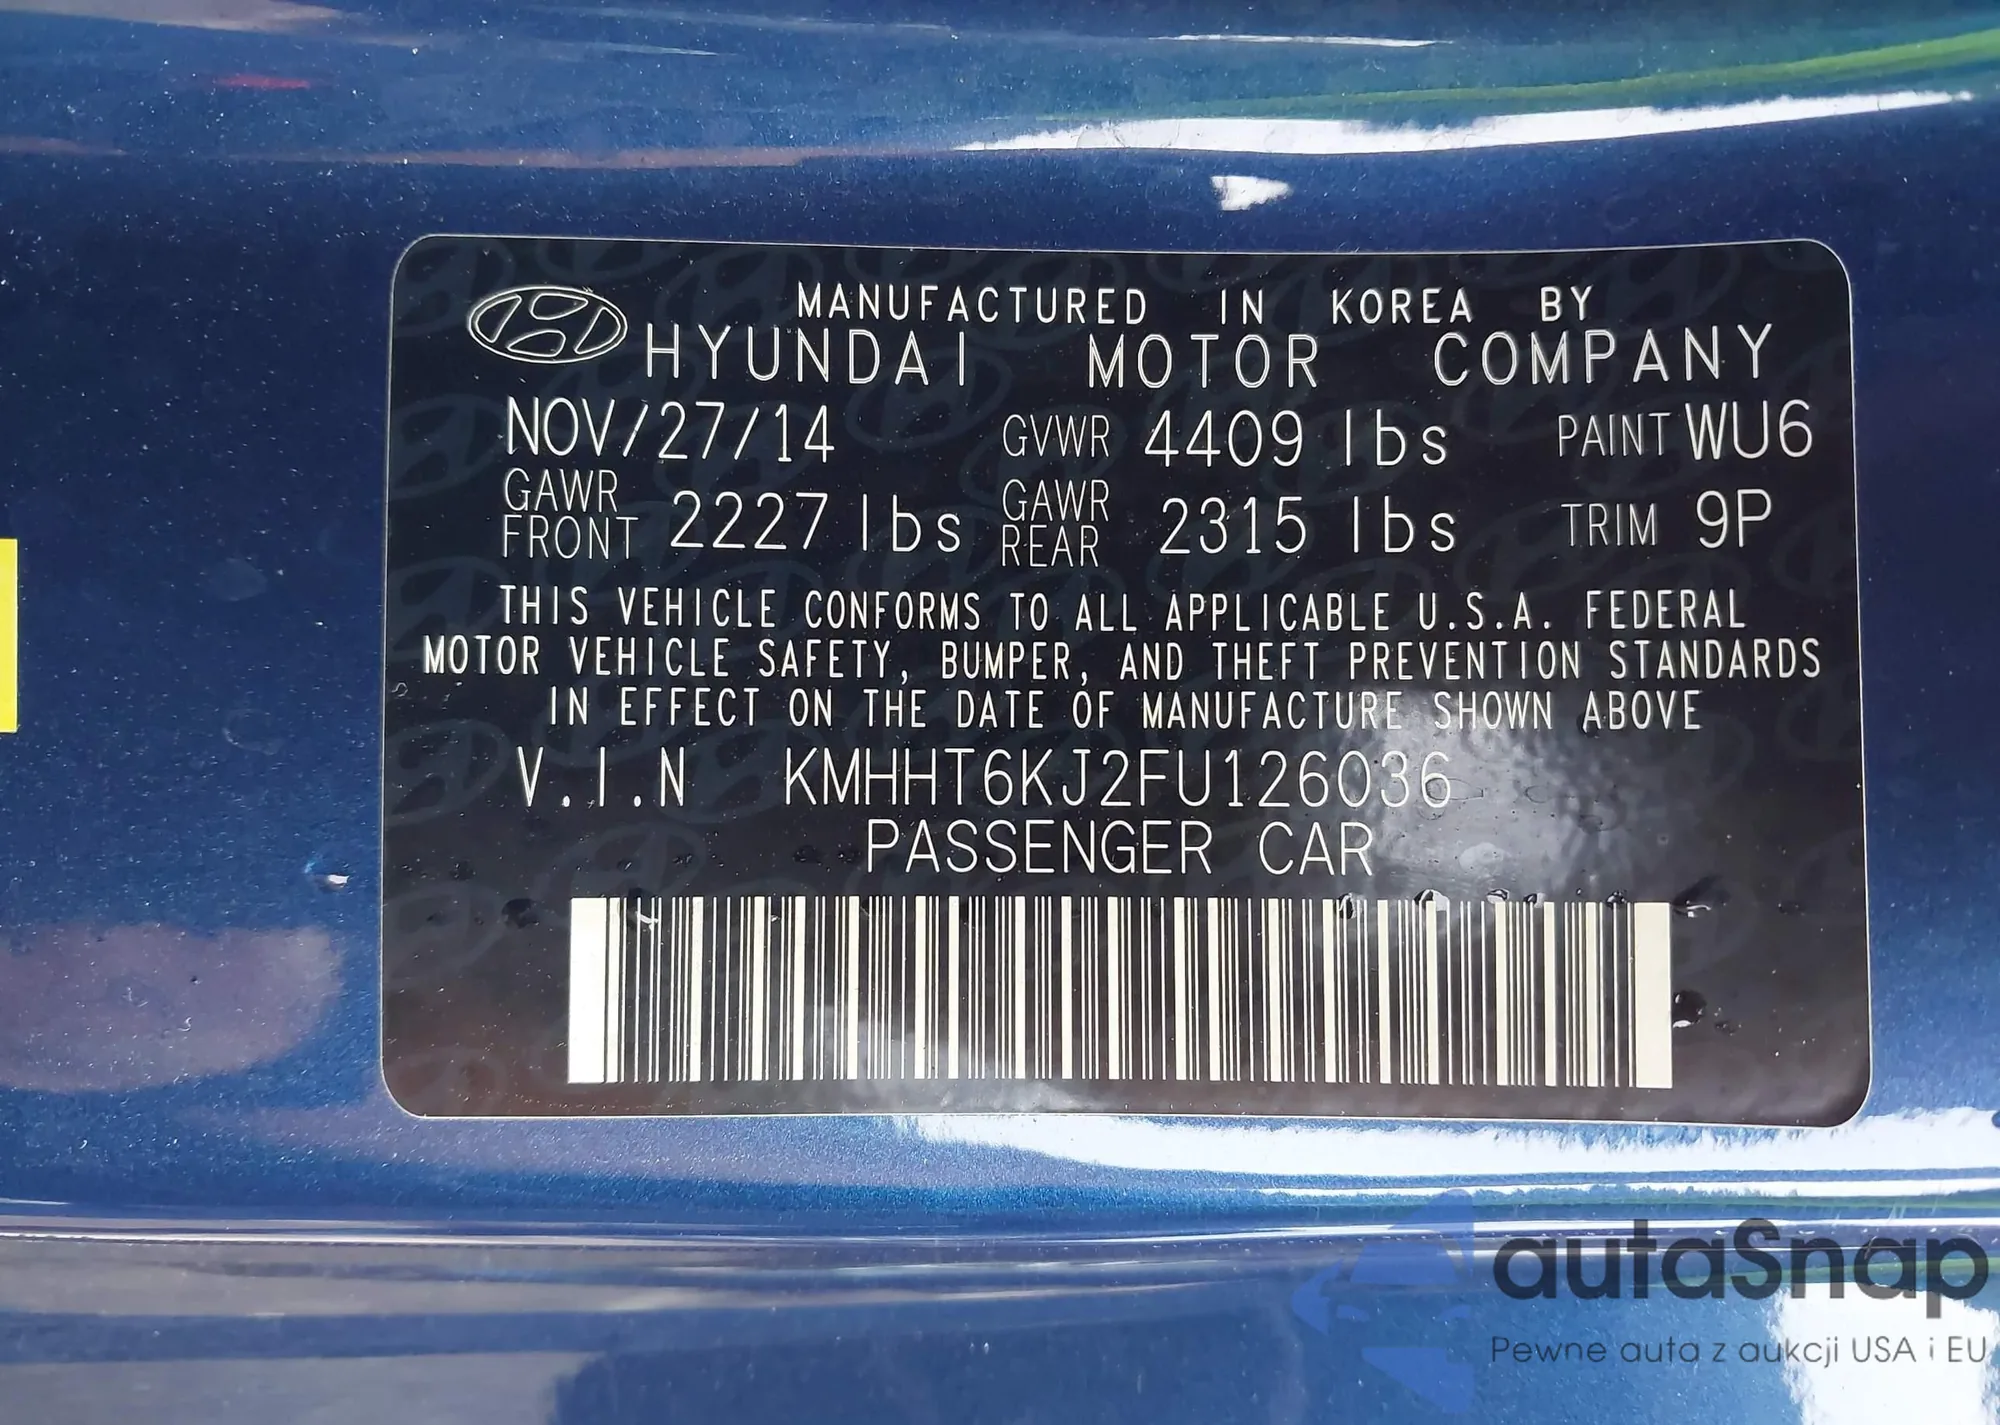 MANUFACTURED IN KOREA BY
HYUNDAI MOTOR COMPANY
NOV/27/14 GVWR 4409 lbs PAINT WU6
GAWR FRONT 2227 lbs GAWR REAR 2315 lbs TRIM 9P
THIS VEHICLE CONFORMS TO ALL APPLICABLE U.S.A. FEDERAL
MOTOR VEHICLE SAFETY, BUMPER, AND THEFT PREVENTION STANDARDS
IN EFFECT ON THE DATE OF MANUFACTURE SHOWN ABOVE
V.I.N KMHHT6KJ2FU126036
PASSENGER CAR
autaSnap
Pewne auta z aukcji USA i EU